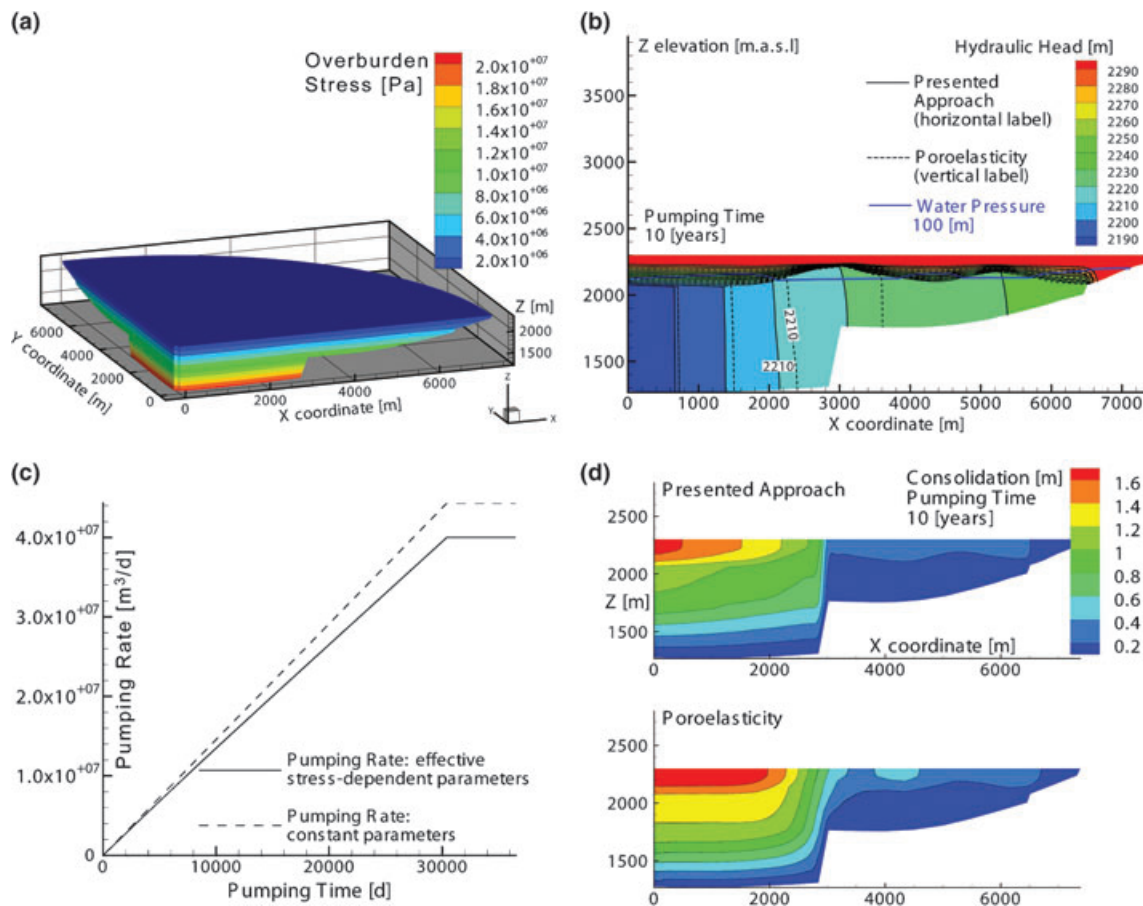 (a)
Overburden
Stress [Pa]
2.0x10+07
1.8x10+07
1.6x10+07
1.4x10+07
1.2x10+07
1.0x10+07
8.0x10+06
6.0x10+06
4.0x10+06
2.0x10+06
Z [m]
2000
1500
6000
4000
2000
0
Y coordinate [m]
0
2000
4000
6000
X coordinate [m]
Z
Y
X
(b)
Z elevation [m.a.s.l]
Hydraulic Head [m]
Presented
Approach
(horizontal label)
Poroelasticity
(vertical label)
Water Pressure
100 [m]
2290
2280
2270
2260
2250
2240
2230
2220
2210
2200
2190
Pumping Time
10 [years]
3500
3000
2500
2000
1500
2210
2210
0
1000
2000
3000
4000
5000
6000
7000
X coordinate [m]
(c)
Pumping Rate [m3/d]
4.0x10+07
3.0x10+07
2.0x10+07
1.0x10+07
0
Pumping Rate: effective
stress-dependent parameters
Pumping Rate:
constant parameters
0
10000
20000
30000
Pumping Time [d]
(d)
Presented Approach
Consolidation [m]
Pumping Time
10 [years]
1.6
1.4
1.2
1
0.8
0.6
0.4
0.2
2500
2000
Z [m]
1500
X coordinate [m]
0
2000
4000
6000
Poroelasticity
2500
2000
1500
0
2000
4000
6000